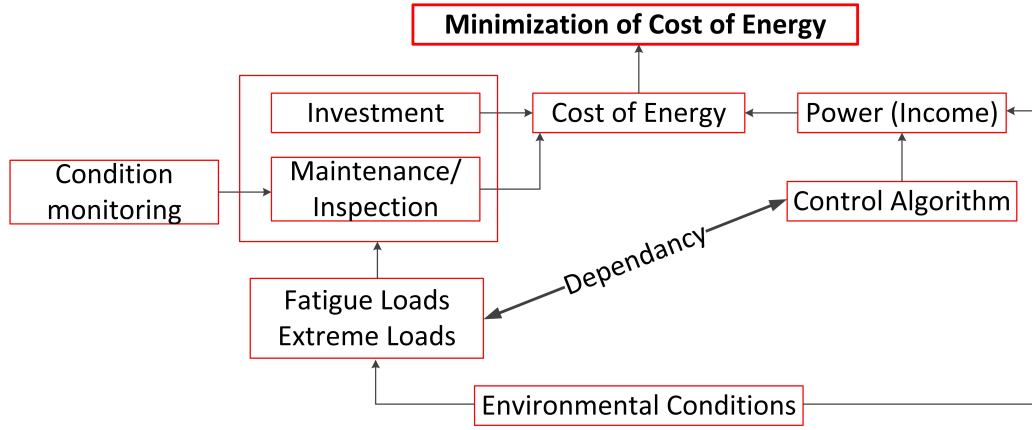 Minimization of Cost of Energy
Investment
Cost of Energy
Power (Income)
Condition
monitoring
Maintenance/
Inspection
Control Algorithm
Dependancy
Fatigue Loads
Extreme Loads
Environmental Conditions